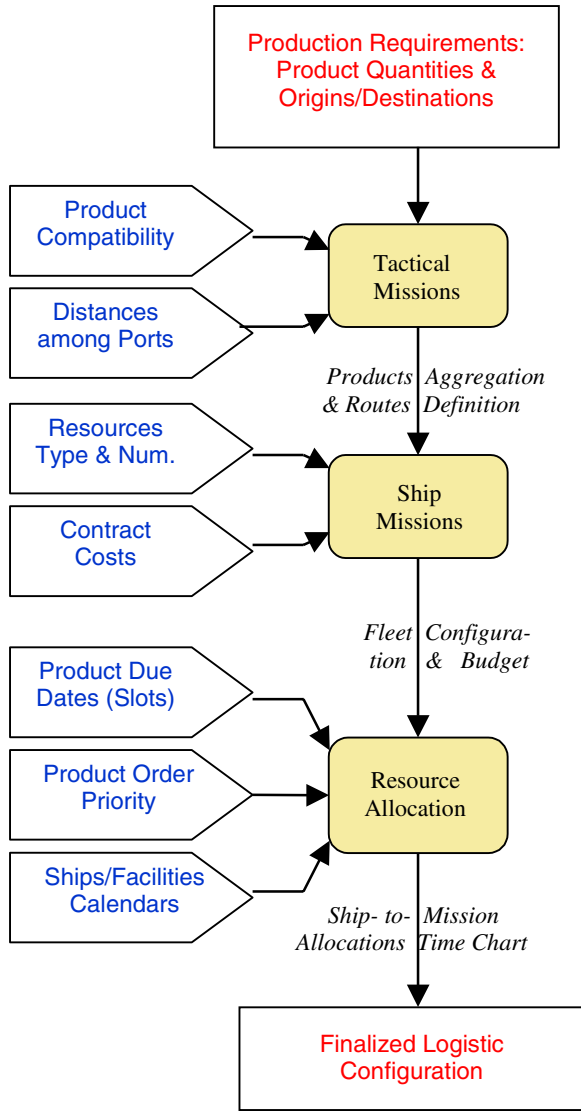 Production Requirements:
Product Quantities &
Origins/Destinations
Product
Compatibility
Tactical
Missions
Distances
among Ports
Products Aggregation
& Routes Definition
Resources
Type & Num.
Ship
Missions
Contract
Costs
Fleet Configura-
tion & Budget
Product Due
Dates (Slots)
Product Order
Priority
Resource
Allocation
Ships/Facilities
Calendars
Ship- to- Mission
Allocations Time Chart
Finalized Logistic
Configuration